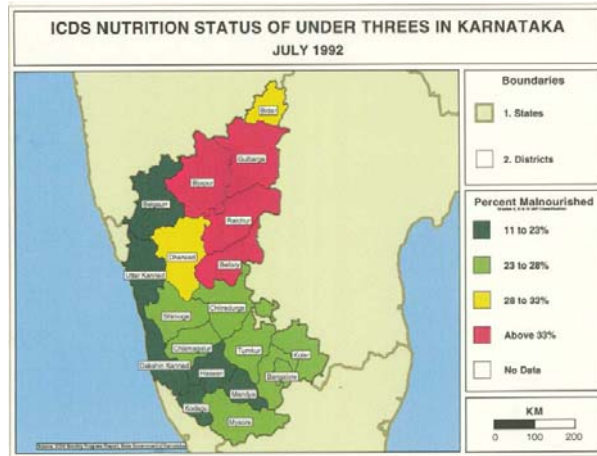 ICDS NUTRITION STATUS OF UNDER THREES IN KARNATAKA
JULY 1992
Boundaries
1. States
2. Districts
Percent Malnourished
11 to 23%
23 to 28%
28 to 33%
Above 33%
No Data
KM
0 100 200
Bidar
Gulbarga
Bijapur
Belgaum
Raichur
Dharwad
Bellary
Uttar Kannad
Chitradurga
Shimoga
Chikmagalur
Tumkur
Kolar
Dakshin Kannad
Hassan
Bangalore
Mandya
Kodagu
Mysore